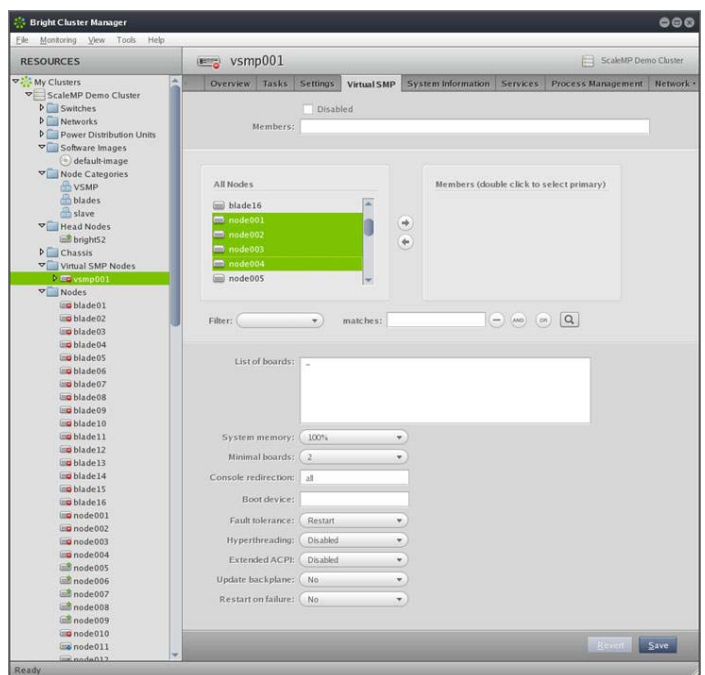 Bright Cluster Manager
File Monitoring View Tools Help
RESOURCES
vsmp001
ScaleMP Demo Cluster
My Clusters
ScaleMP Demo Cluster
Switches
Networks
Power Distribution Units
Software Images
default-image
Node Categories
VSMP
blades
slave
Head Nodes
bright52
Chassis
Virtual SMP Nodes
vsmp001
Nodes
blade01
blade02
blade03
blade04
blade05
blade06
blade07
blade08
blade09
blade10
blade11
blade12
blade13
blade14
blade15
blade16
node001
node002
node003
node004
node005
node006
node007
node008
node009
node010
node011
node012
Overview Tasks Settings Virtual SMP System Information Services Process Management Network
Disabled
Members:
All Nodes
blade16
node001
node002
node003
node004
node005
Members (double click to select primary)
Filter: matches: AND OR
List of boards:
System memory: 100%
Minimal boards: 2
Console redirection: all
Boot device:
Fault tolerance: Restart
Hyperthreading: Disabled
Extended ACPI: Disabled
Update backplane: No
Restart on failure: No
Revert Save
Ready